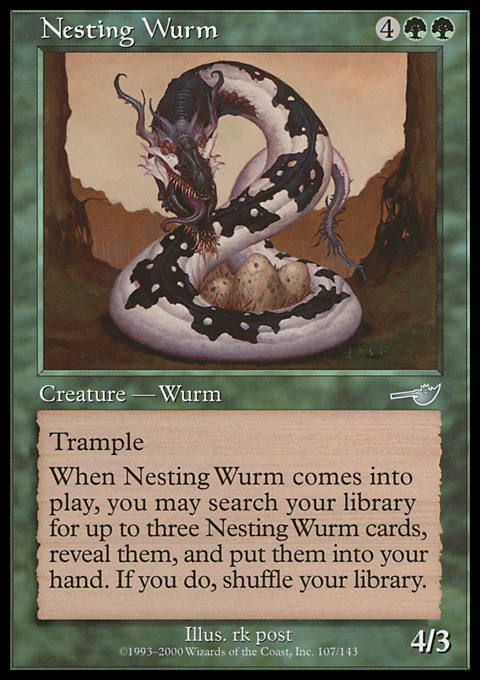 Nesting Wurm 4
Creature — Wurm
Trample
When Nesting Wurm comes into
play, you may search your library
for up to three Nesting Wurm cards,
reveal them, and put them into your
hand. If you do, shuffle your library.
Illus. rk post
©1993–2000 Wizards of the Coast, Inc. 107/143
4/3